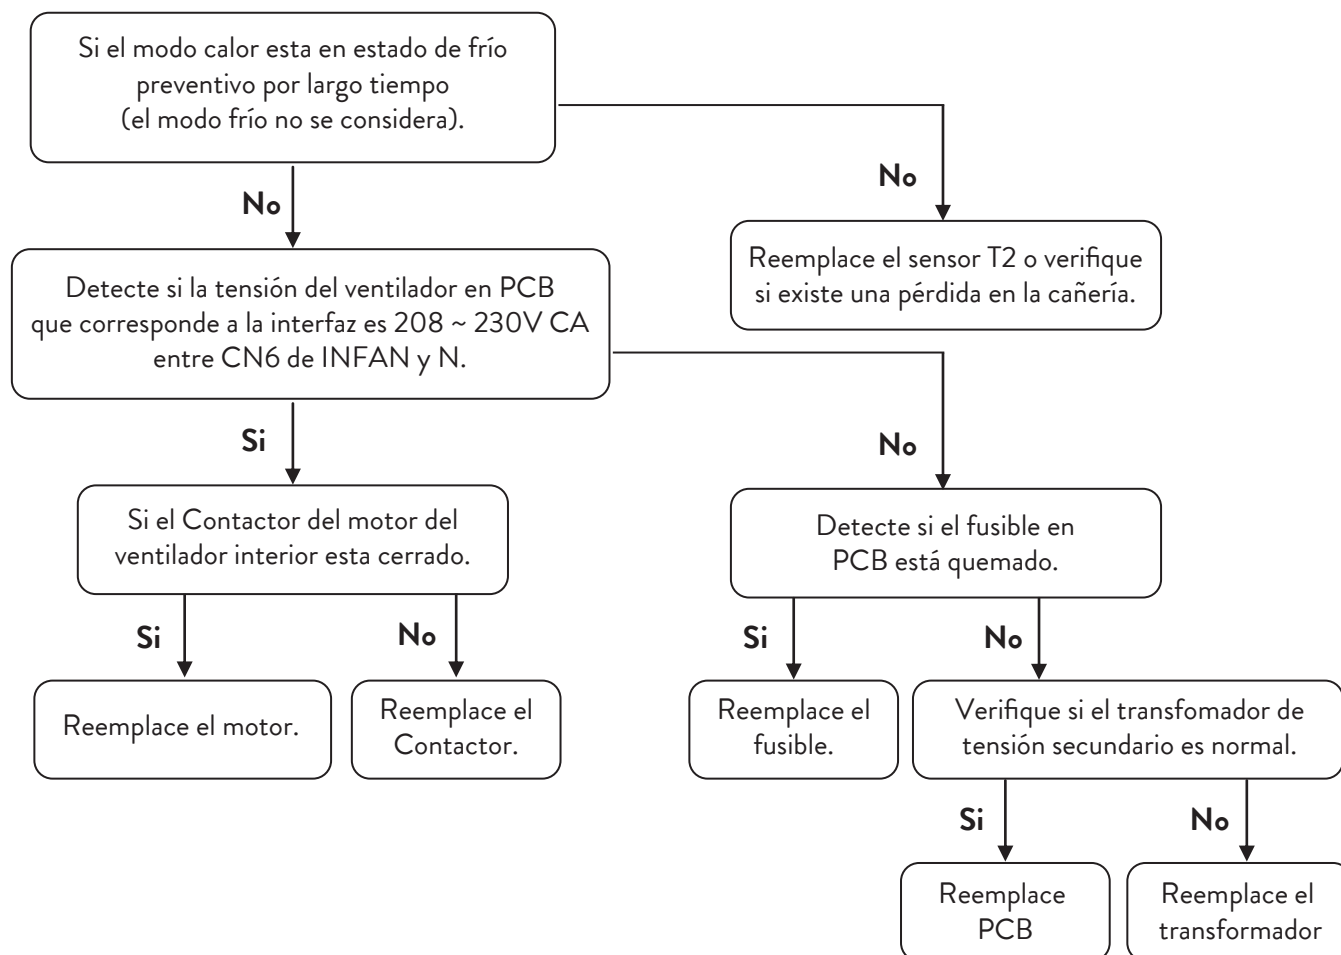 Si el modo calor esta en estado de frío
preventivo por largo tiempo
(el modo frío no se considera).
No
No
Reemplace el sensor T2 o verifique
si existe una pérdida en la cañería.
Detecte si la tensión del ventilador en PCB
que corresponde a la interfaz es 208 ~ 230V CA
entre CN6 de INFAN y N.
Si
No
Si el Contactor del motor del
ventilador interior esta cerrado.
Detecte si el fusible en
PCB está quemado.
Si
No
Si
No
Reemplace el motor.
Reemplace el
Contactor.
Reemplace el
fusible.
Verifique si el transfomador de
tensión secundario es normal.
Si
No
Reemplace
PCB
Reemplace el
transformador